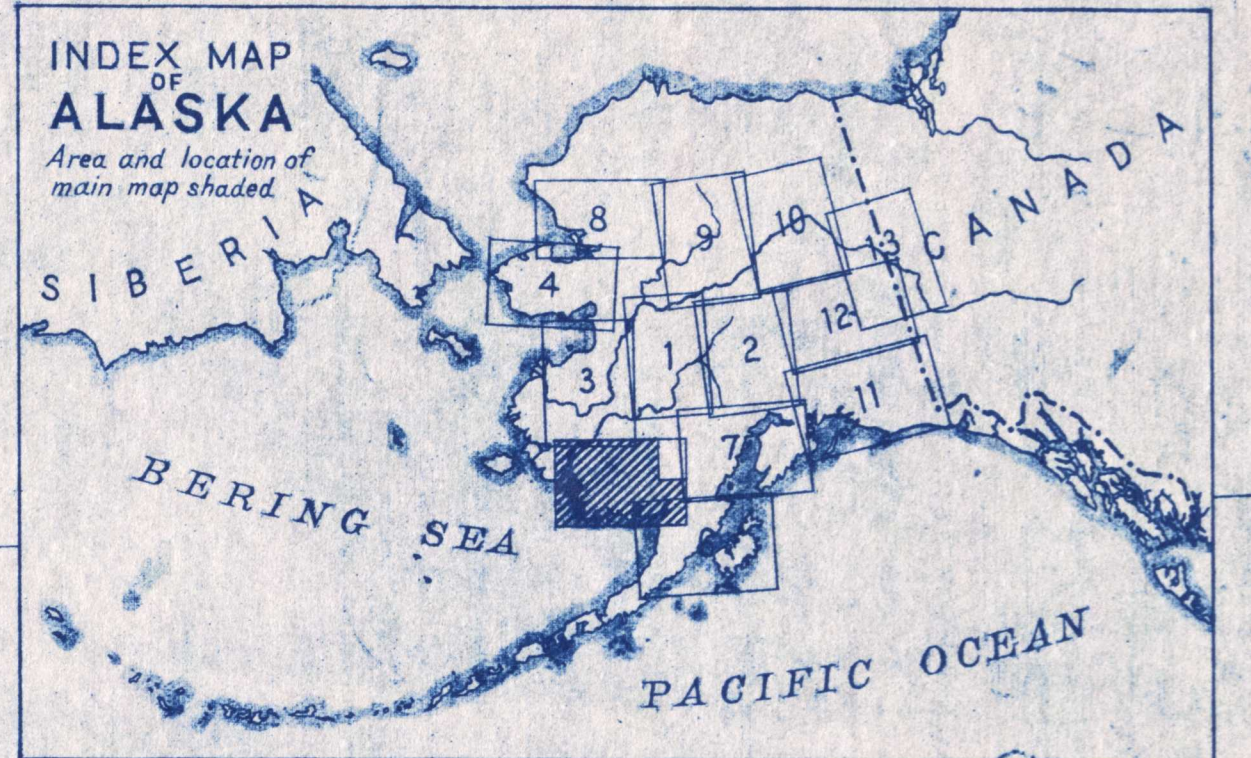 INDEX MAP
OF
ALASKA
Area and location of
main map shaded
SIBERIA
CANADA
8
9
10
13
4
12
1
2
3
11
7
6
BERING SEA
PACIFIC OCEAN